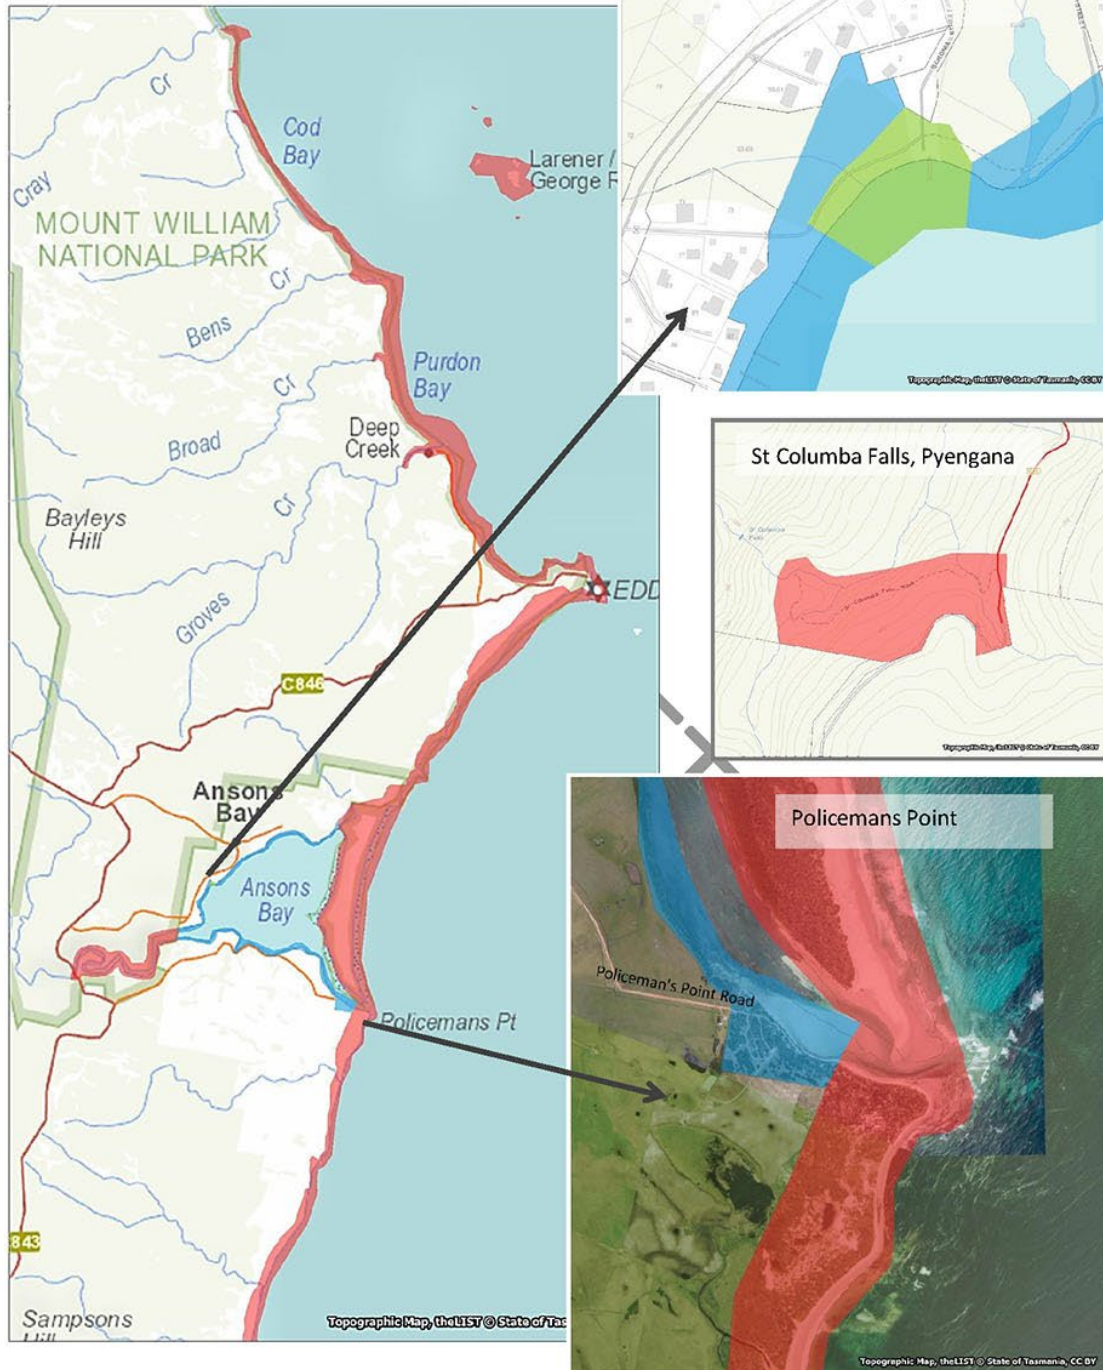 Cr
Cray
Cod
Bay
MOUNT WILLIAM
NATIONAL PARK
Larener /
George R
Cr
Bens
Purdon
Bay
Cr
Broad
Deep
Creek
Cr
Bayleys
Hill
Groves
EDD
C846
Ansons
Bay
Ansons
Bay
Policemans Pt
843
Sampsons
Hill
Topographic Map, theLIST © State of Tas
Topographic Map, theLIST © State of Tasmania, CC BY
St Columba Falls, Pyengana
Topographic Map, theLIST © State of Tasmania, CC BY
Policemans Point
Policeman's Point Road
Topographic Map, theLIST © State of Tasmania, CC BY